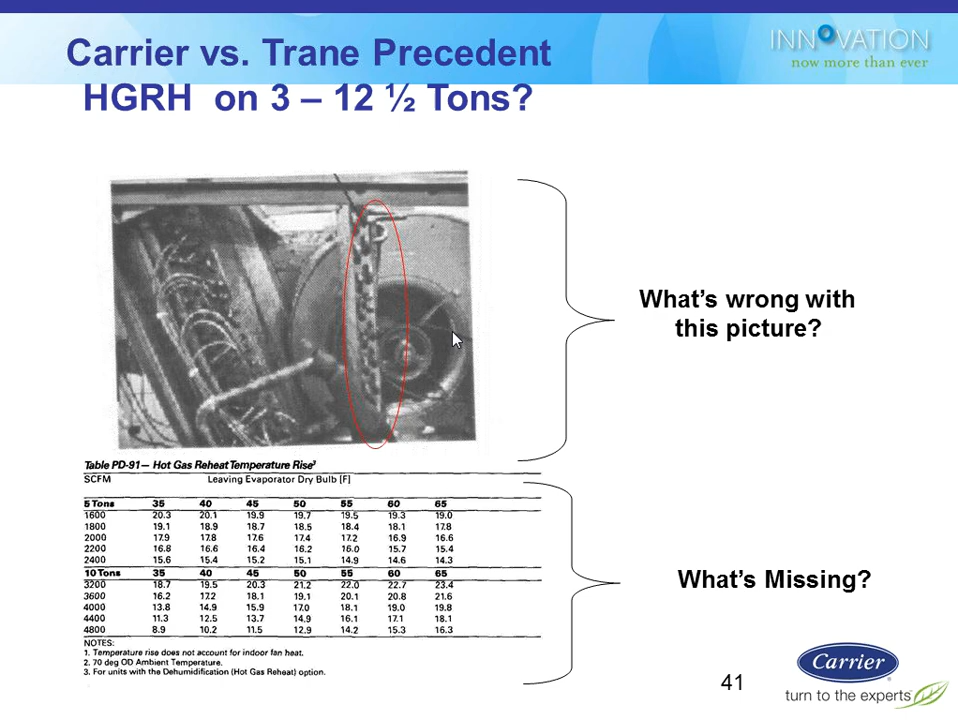 Carrier vs. Trane Precedent
HGRH on 3 – 12 ½ Tons?
INNOVATION
now more than ever
What's wrong with
this picture?
Table PD-91— Hot Gas Reheat Temperature Rise³
SCFM Leaving Evaporator Dry Bulb [F]
5 Tons 35 40 45 50 55 60 65
1600 20.3 20.1 19.9 19.7 19.5 19.3 19.0
1800 19.1 18.9 18.7 18.5 18.4 18.1 17.8
2000 17.9 17.8 17.6 17.4 17.2 16.9 16.6
2200 16.8 16.6 16.4 16.2 16.0 15.7 15.4
2400 15.6 15.4 15.2 15.1 14.9 14.6 14.3
10 Tons 35 40 45 50 55 60 65
3200 18.7 19.5 20.3 21.2 22.0 22.7 23.4
3600 16.2 17.2 18.1 19.1 20.1 20.8 21.6
4000 13.8 14.9 15.9 17.0 18.1 19.0 19.8
4400 11.3 12.5 13.7 14.9 16.1 17.1 18.1
4800 8.9 10.2 11.5 12.9 14.2 15.3 16.3
NOTES:
1. Temperature rise does not account for indoor fan heat.
2. 70 deg OD Ambient Temperature.
3. For units with the Dehumidification (Hot Gas Reheat) option.
What's Missing?
41
Carrier
turn to the experts